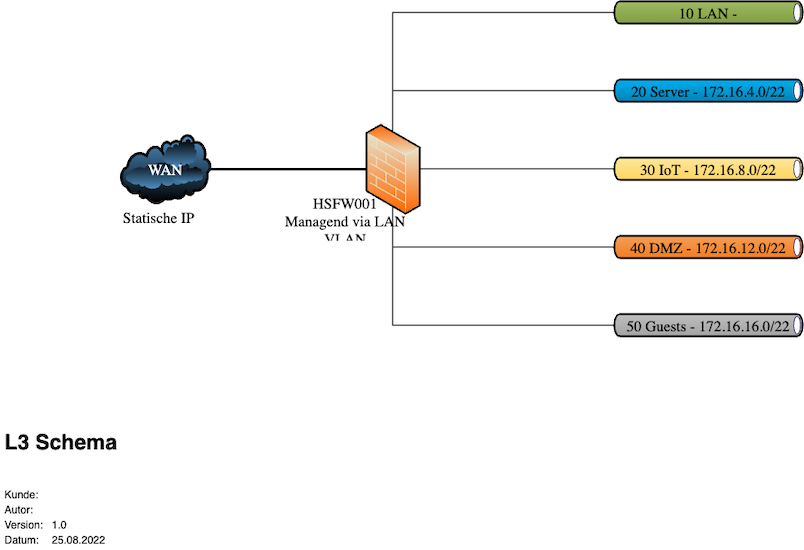 10 LAN -
20 Server - 172.16.4.0/22
WAN
30 IoT - 172.16.8.0/22
HSFW001
Statische IP
Managend via LAN
VLAN
40 DMZ - 172.16.12.0/22
50 Guests - 172.16.16.0/22
L3 Schema
Kunde:
Autor:
Version: 1.0
Datum: 25.08.2022